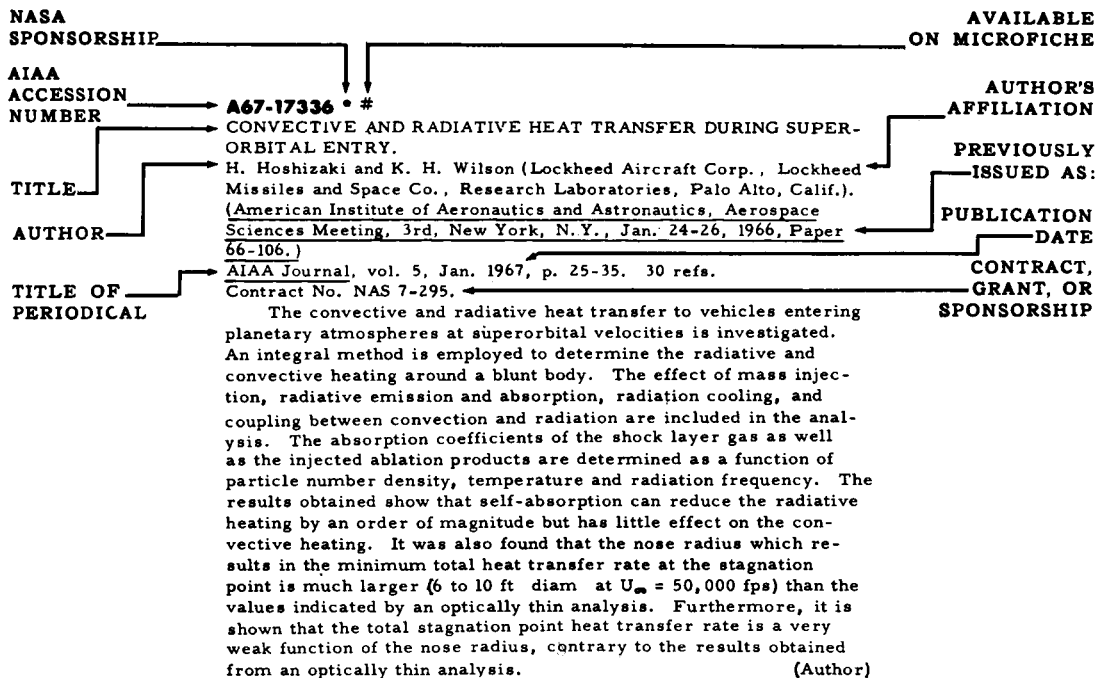 NASA
SPONSORSHIP
AVAILABLE
ON MICROFICHE
AIAA
ACCESSION
NUMBER
AUTHOR'S
AFFILIATION
TITLE
PREVIOUSLY
ISSUED AS:
AUTHOR
PUBLICATION
DATE
TITLE OF
PERIODICAL
CONTRACT,
GRANT, OR
SPONSORSHIP
A67-17336 * #
CONVECTIVE AND RADIATIVE HEAT TRANSFER DURING SUPER-
ORBITAL ENTRY.
H. Hoshizaki and K. H. Wilson (Lockheed Aircraft Corp., Lockheed
Missiles and Space Co., Research Laboratories, Palo Alto, Calif.).
(American Institute of Aeronautics and Astronautics, Aerospace
Sciences Meeting, 3rd, New York, N.Y., Jan. 24-26, 1966, Paper
66-106.)
AIAA Journal, vol. 5, Jan. 1967, p. 25-35. 30 refs.
Contract No. NAS 7-295.
The convective and radiative heat transfer to vehicles entering
planetary atmospheres at superorbital velocities is investigated.
An integral method is employed to determine the radiative and
convective heating around a blunt body. The effect of mass injec-
tion, radiative emission and absorption, radiation cooling, and
coupling between convection and radiation are included in the anal-
ysis. The absorption coefficients of the shock layer gas as well
as the injected ablation products are determined as a function of
particle number density, temperature and radiation frequency. The
results obtained show that self-absorption can reduce the radiative
heating by an order of magnitude but has little effect on the con-
vective heating. It was also found that the nose radius which re-
sults in the minimum total heat transfer rate at the stagnation
point is much larger (6 to 10 ft diam at U∞ = 50,000 fps) than the
values indicated by an optically thin analysis. Furthermore, it is
shown that the total stagnation point heat transfer rate is a very
weak function of the nose radius, contrary to the results obtained
from an optically thin analysis. (Author)